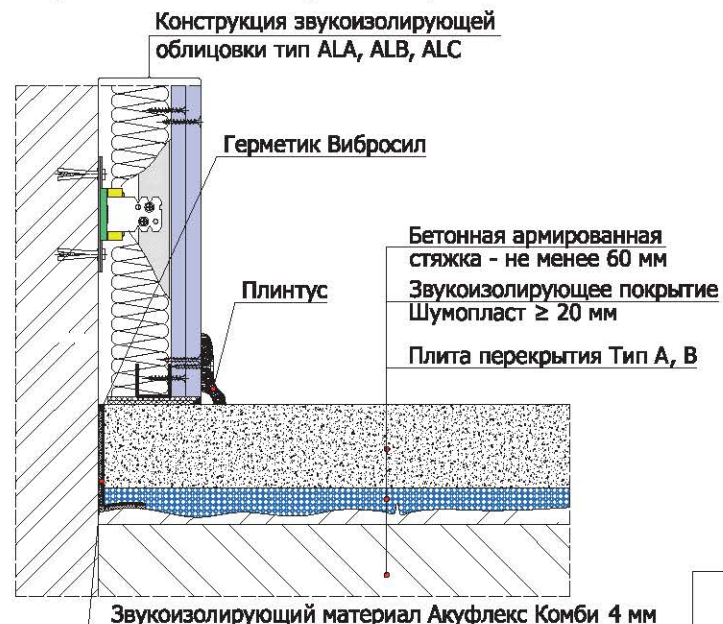 Конструкция звукоизолирующей
облицовки тип ALA, ALB, ALC
Герметик Вибросил
Бетонная армированная
стяжка - не менее 60 мм
Звукоизолирующее покрытие
Шумопласт ≥ 20 мм
Плинтус
Плита перекрытия Тип А, В
Звукоизолирующий материал Акуфлекс Комби 4 мм